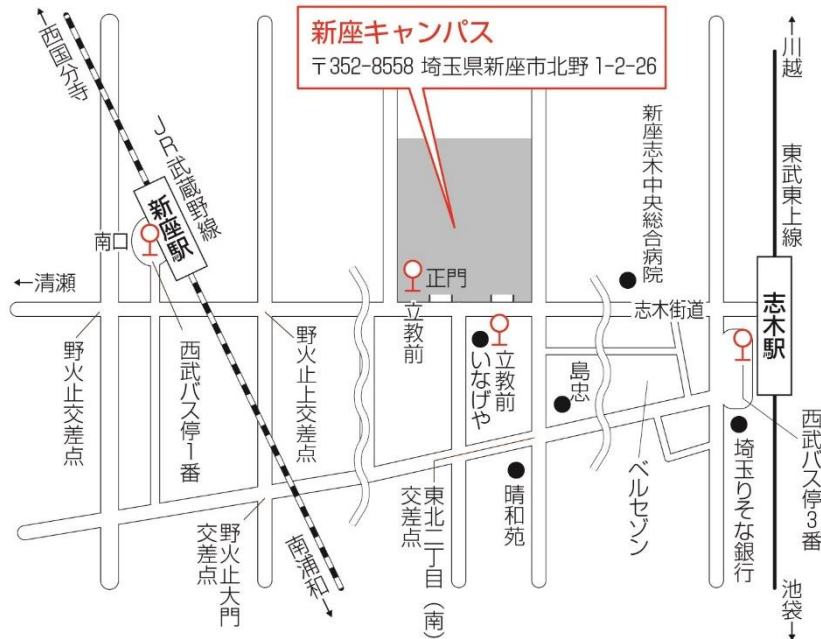 新座キャンパス
〒352-8558 埼玉県新座市北野 1-2-26
←西国分寺
JR武蔵野線
新座駅
南口
←清瀬
野火止交差点
西武バス停1番
野火止上交差点
野火止大門
交差点
南浦和→
正門
立教前
立教前
いなげや
島忠
東北二丁目（南）
交差点
晴和苑
新座志木中央総合病院
志木街道
ベルセゾン
←川越
東武東上線
志木駅
埼玉りそな銀行
西武バス停3番
池袋→